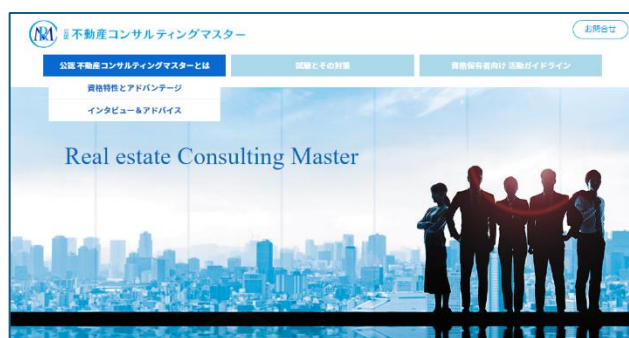 公認 不動産コンサルティングマスター
お問合せ
公認 不動産コンサルティングマスターとは
試験とその対策
資格保有者向け 活動ガイドライン
資格特性とアドバンテージ
インタビュー&アドバイス
Real estate Consulting Master